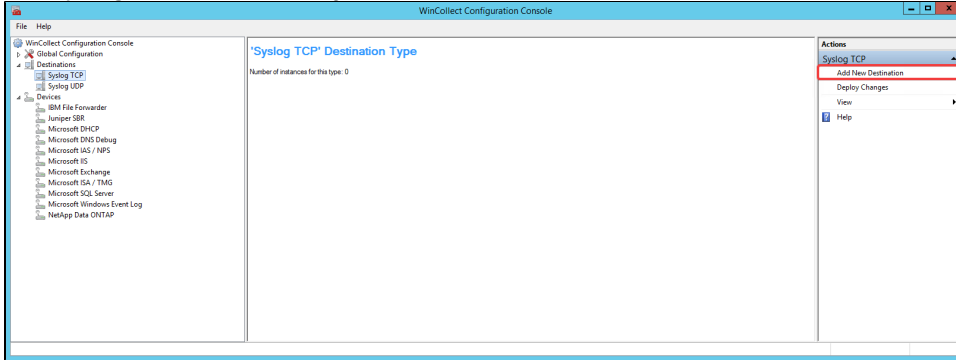 WinCollect Configuration Console
File Help
WinCollect Configuration Console
Global Configuration
Destinations
Syslog TCP
Syslog UDP
Devices
IBM File Forwarder
Juniper SBR
Microsoft DHCP
Microsoft DNS Debug
Microsoft IAS / NPS
Microsoft IIS
Microsoft Exchange
Microsoft ISA / TMG
Microsoft SQL Server
Microsoft Windows Event Log
NetApp Data ONTAP
'Syslog TCP' Destination Type
Number of instances for this type: 0
Actions
Syslog TCP
Add New Destination
Deploy Changes
View
Help